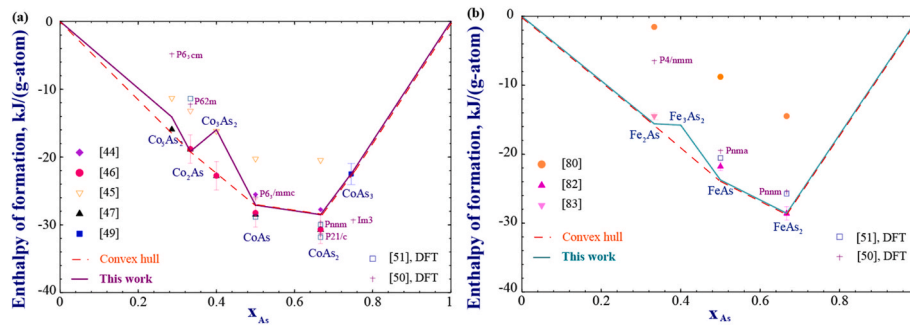 (a)
Enthalpy of formation, kJ/(g-atom)
0
-10
-20
-30
-40
0
0.2
0.4
0.6
0.8
1
x_As
P6₃cm
P62m
Co₅As₂
Co₃As₂
Co₂As
P6₃/mmc
CoAs
CoAs₃
Im3
Pnnm
P21/c
CoAs₂
[44]
[46]
[45]
[47]
[49]
Convex hull
This work
[51], DFT
[50], DFT
(b)
Enthalpy of formation, kJ/(g-atom)
0
-10
-20
-30
-40
0
0.2
0.4
0.6
0.8
x_As
P4/nmm
Fe₃As₂
Fe₂As
Pnma
FeAs
Pnnm
FeAs₂
[80]
[82]
[83]
Convex hull
This work
[51], DFT
[50], DFT